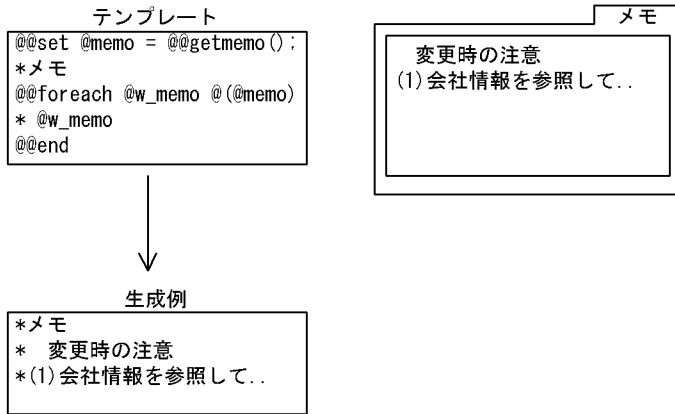 テンプレート
@@set @memo = @@getmemo();
*メモ
@@foreach @w_memo @(@memo)
* @w_memo
@@end
メモ
変更時の注意
(1)会社情報を参照して..
生成例
*メモ
*  変更時の注意
*(1)会社情報を参照して..